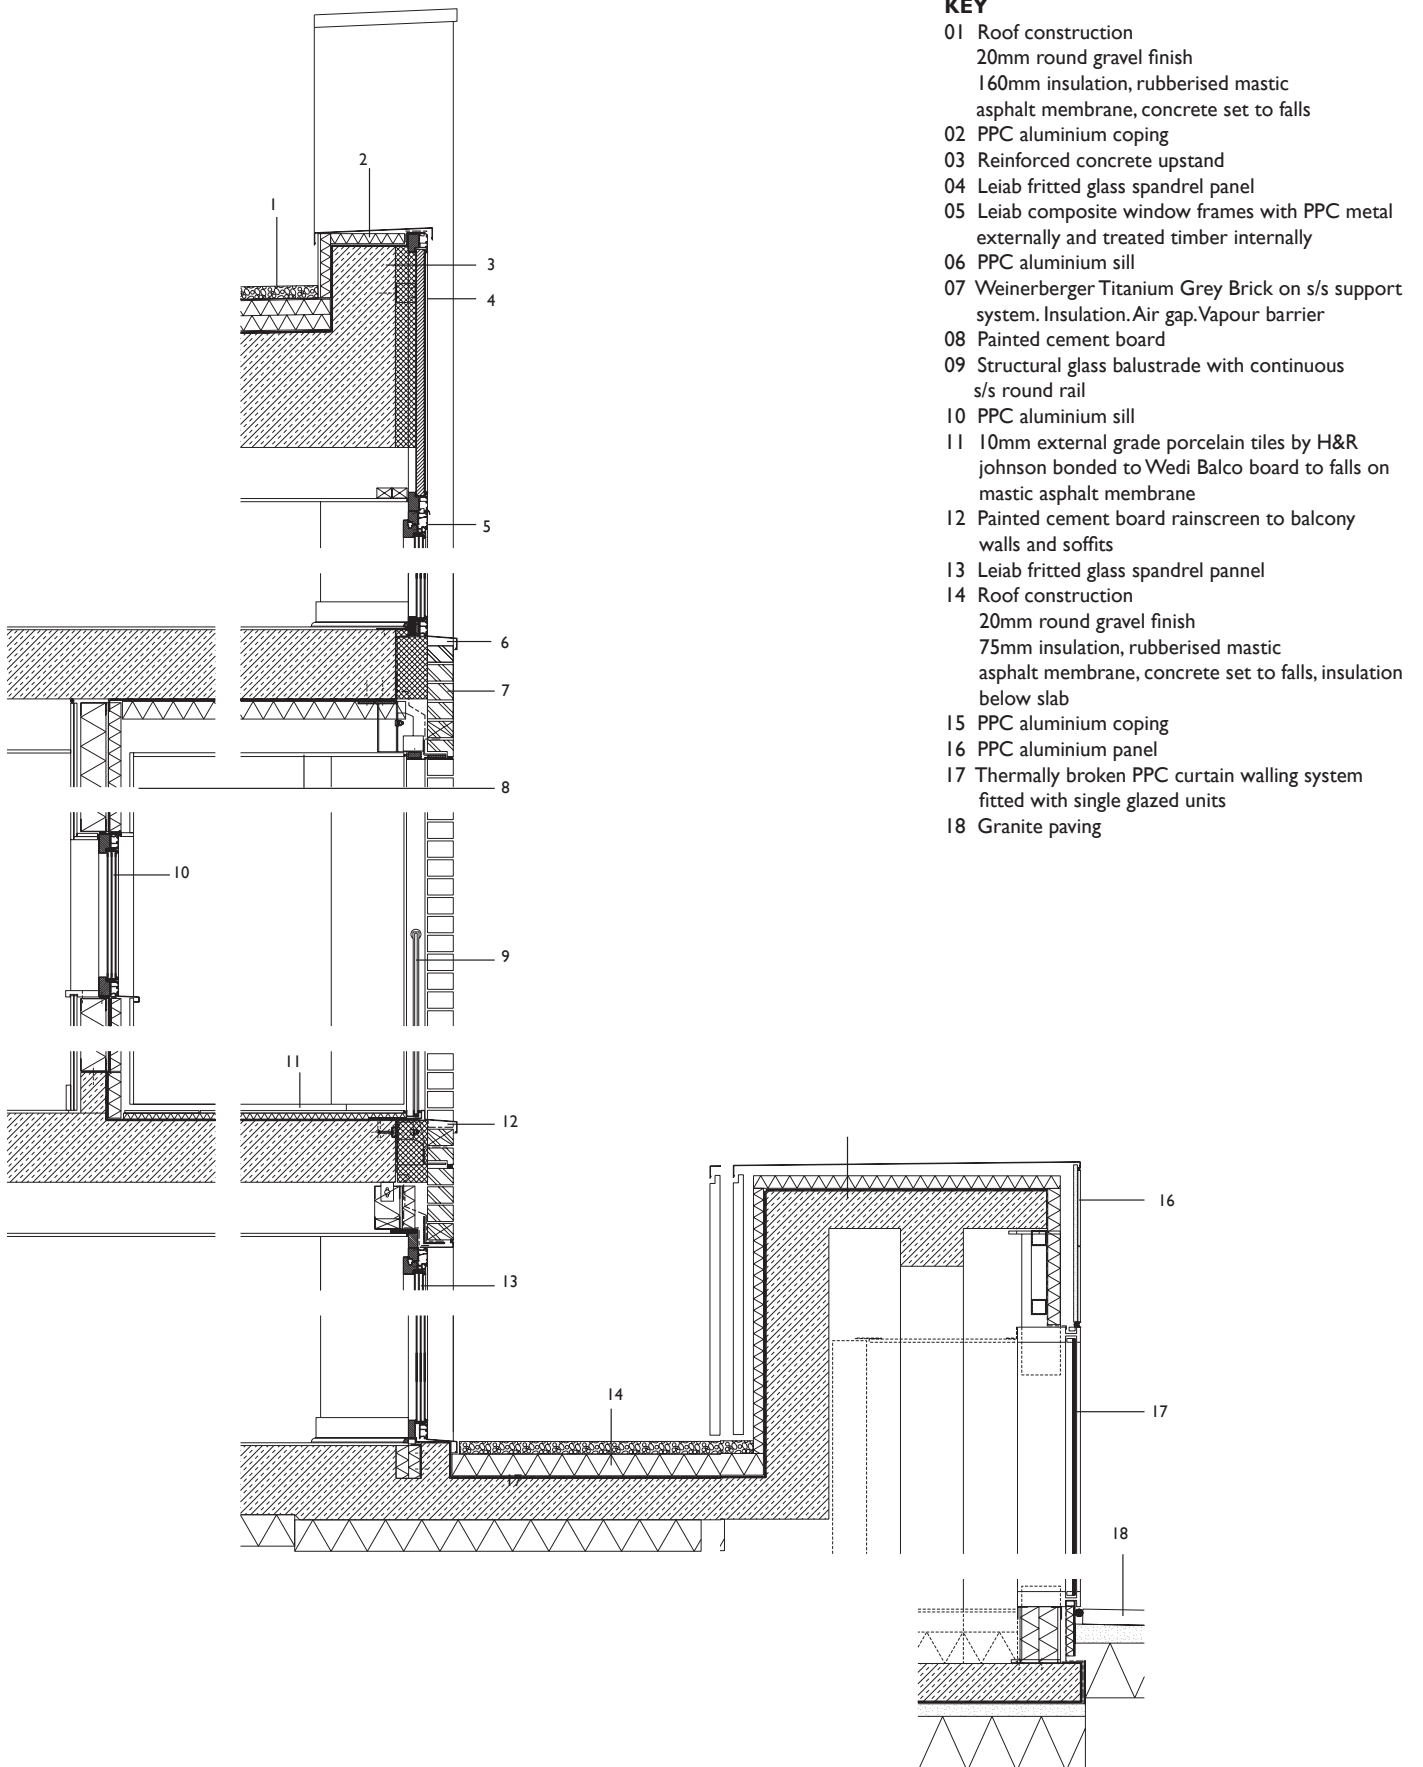 KEY
01 Roof construction
20mm round gravel finish
160mm insulation, rubberised mastic
asphalt membrane, concrete set to falls
02 PPC aluminium coping
03 Reinforced concrete upstand
04 Leiab fritted glass spandrel panel
05 Leiab composite window frames with PPC metal
externally and treated timber internally
06 PPC aluminium sill
07 Weinerberger Titanium Grey Brick on s/s support
system. Insulation. Air gap. Vapour barrier
08 Painted cement board
09 Structural glass balustrade with continuous
s/s round rail
10 PPC aluminium sill
11 10mm external grade porcelain tiles by H&R
johnson bonded to Wedi Balco board to falls on
mastic asphalt membrane
12 Painted cement board rainscreen to balcony
walls and soffits
13 Leiab fritted glass spandrel pannel
14 Roof construction
20mm round gravel finish
75mm insulation, rubberised mastic
asphalt membrane, concrete set to falls, insulation
below slab
15 PPC aluminium coping
16 PPC aluminium panel
17 Thermally broken PPC curtain walling system
fitted with single glazed units
18 Granite paving
2
1
3
4
5
6
7
8
10
9
11
12
16
13
14
17
17
18